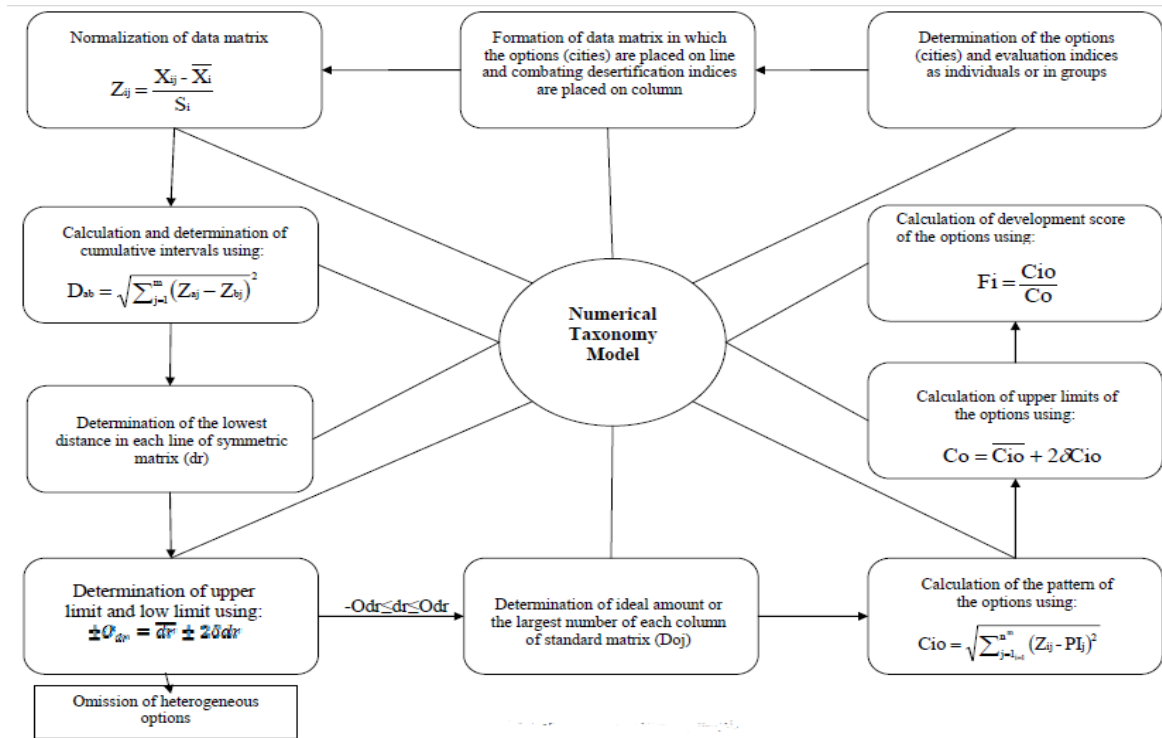 Normalization of data matrix
Zij = (Xij - X̅i) / Si
Formation of data matrix in which
the options (cities) are placed on line
and combating desertification indices
are placed on column
Determination of the options
(cities) and evaluation indices
as individuals or in groups
Calculation and determination of
cumulative intervals using:
Dab = √∑ᵐj=1 (Zaj – Zbj)²
Calculation of development score
of the options using:
Fi = Cio / Co
Numerical
Taxonomy
Model
Determination of the lowest
distance in each line of symmetric
matrix (dr)
Calculation of upper limits of
the options using:
Co = C̅i̅o̅ + 2δCio
Determination of upper
limit and low limit using:
±Odr = d̅r̅ ± 2δdr
-Odr≤dr≤Odr
Determination of ideal amount or
the largest number of each column
of standard matrix (Doj)
Calculation of the pattern of
the options using:
Cio = √∑ⁿᵐj=1i=1 (Zij - PIj)²
Omission of heterogeneous
options